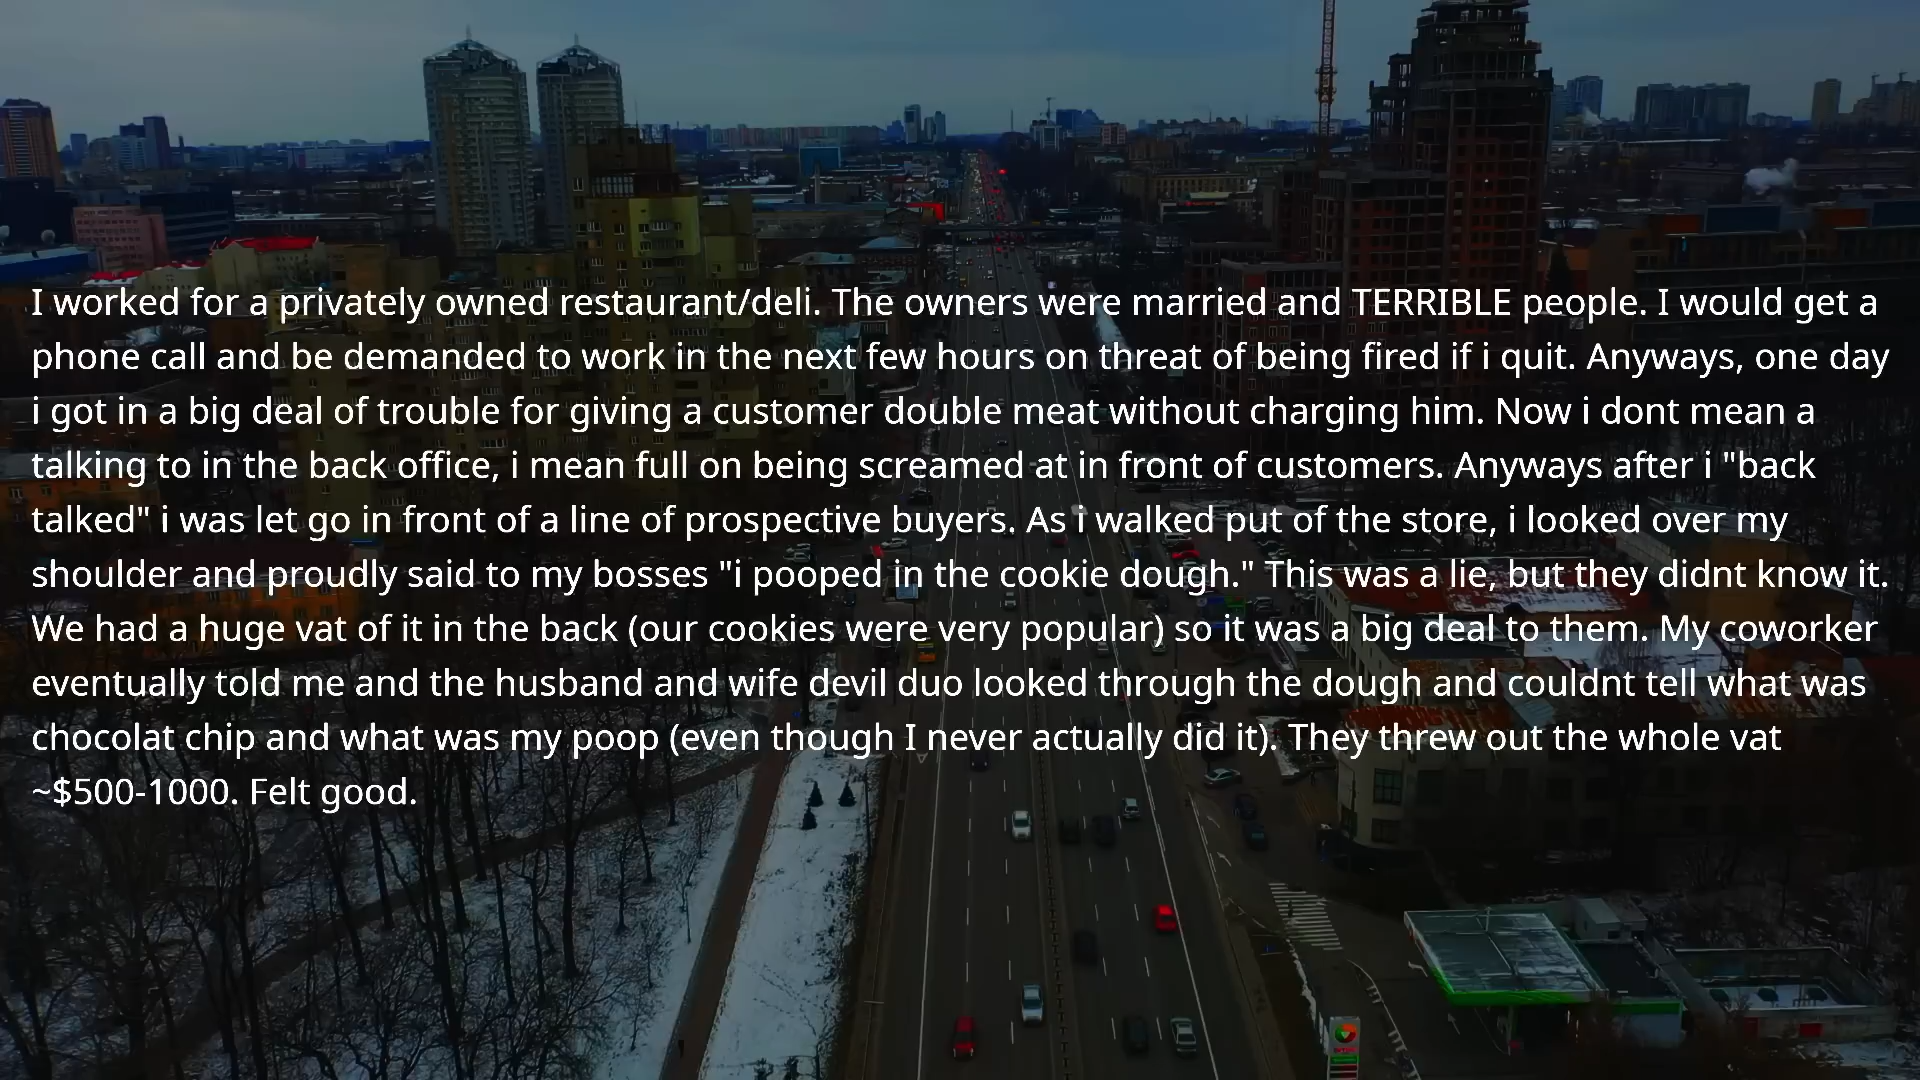 I worked for a privately owned restaurant/deli. The owners were married and TERRIBLE people. I would get a
phone call and be demanded to work in the next few hours on threat of being fired if i quit. Anyways, one day
i got in a big deal of trouble for giving a customer double meat without charging him. Now i dont mean a
talking to in the back office, i mean full on being screamed at in front of customers. Anyways after i "back
talked" i was let go in front of a line of prospective buyers. As i walked put of the store, i looked over my
shoulder and proudly said to my bosses "i pooped in the cookie dough." This was a lie, but they didnt know it.
We had a huge vat of it in the back (our cookies were very popular) so it was a big deal to them. My coworker
eventually told me and the husband and wife devil duo looked through the dough and couldnt tell what was
chocolat chip and what was my poop (even though I never actually did it). They threw out the whole vat
~$500-1000. Felt good.